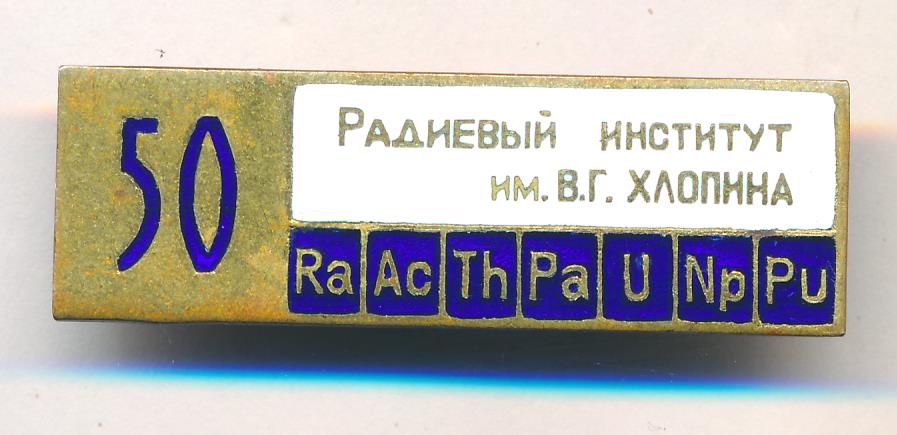 50
Радиевый институт
им. В.Г. Хлопина
Ra Ac Th Pa U Np Pu